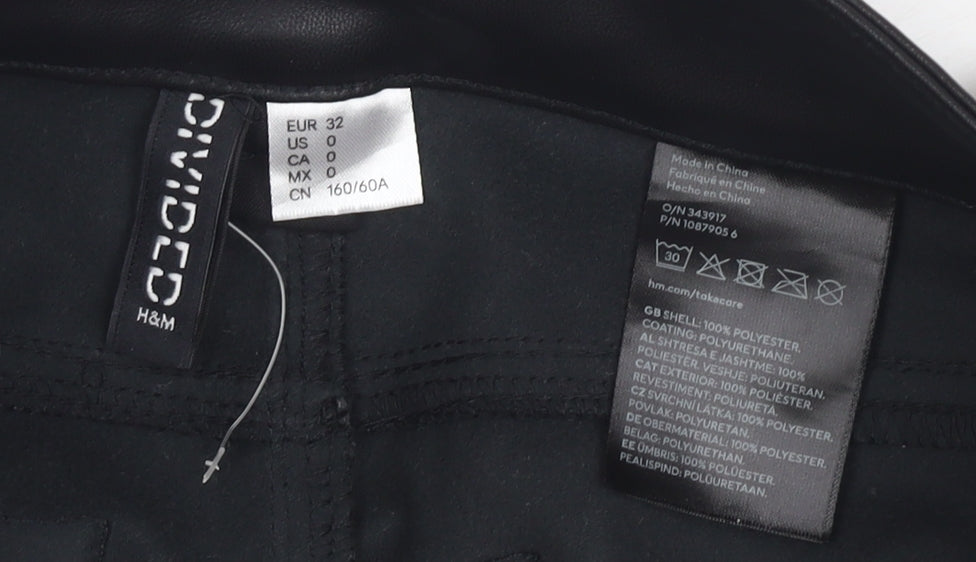 DIVIDED
H&M
EUR 32
US 0
CA 0
MX 0
CN 160/60A
Made in China
Fabriqué en Chine
Hecho en China
O/N 343917
P/N 1087905 6
30
hm.com/takecare
GB SHELL: 100% POLYESTER.
COATING: POLYURETHANE.
AL SHTRESA E JASHTME: 100%
POLIESTËR. VESHJE: POLIUTERAN.
CAT EXTERIOR: 100% POLIÈSTER.
REVESTIMENT: POLIURETÀ.
CZ SVRCHNÍ LÁTKA: 100% POLYESTER.
POVLAK: POLYURETAN.
DE OBERMATERIAL: 100% POLYESTER.
BELAG: POLYURETHAN.
EE ÜMBRIS: 100% POLÜESTER.
PEALISPIND: POLÜURETAAN.